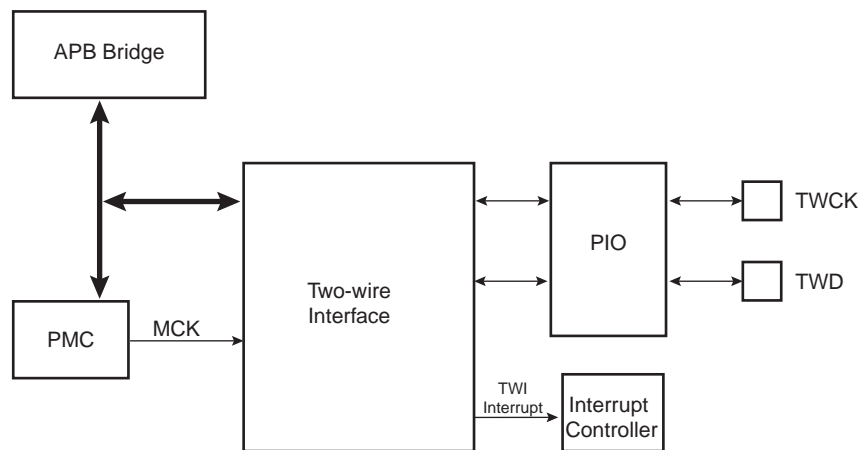 APB Bridge
TWCK
PIO
TWD
Two-wire
Interface
MCK
PMC
TWI
Interrupt
Interrupt
Controller